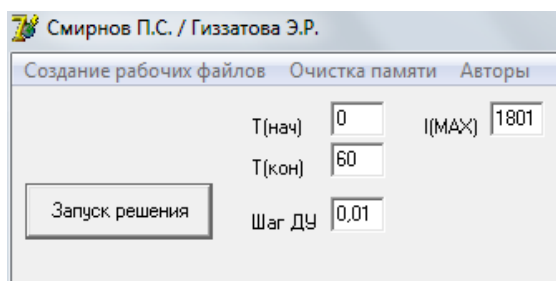 Смирнов П.С. / Гиззатова Э.Р.
Создание рабочих файлов Очистка памяти Авторы
Т(нач) 0 I(MAX) 1801
Т(кон) 60
Запуск решения
Шаг ДУ 0,01